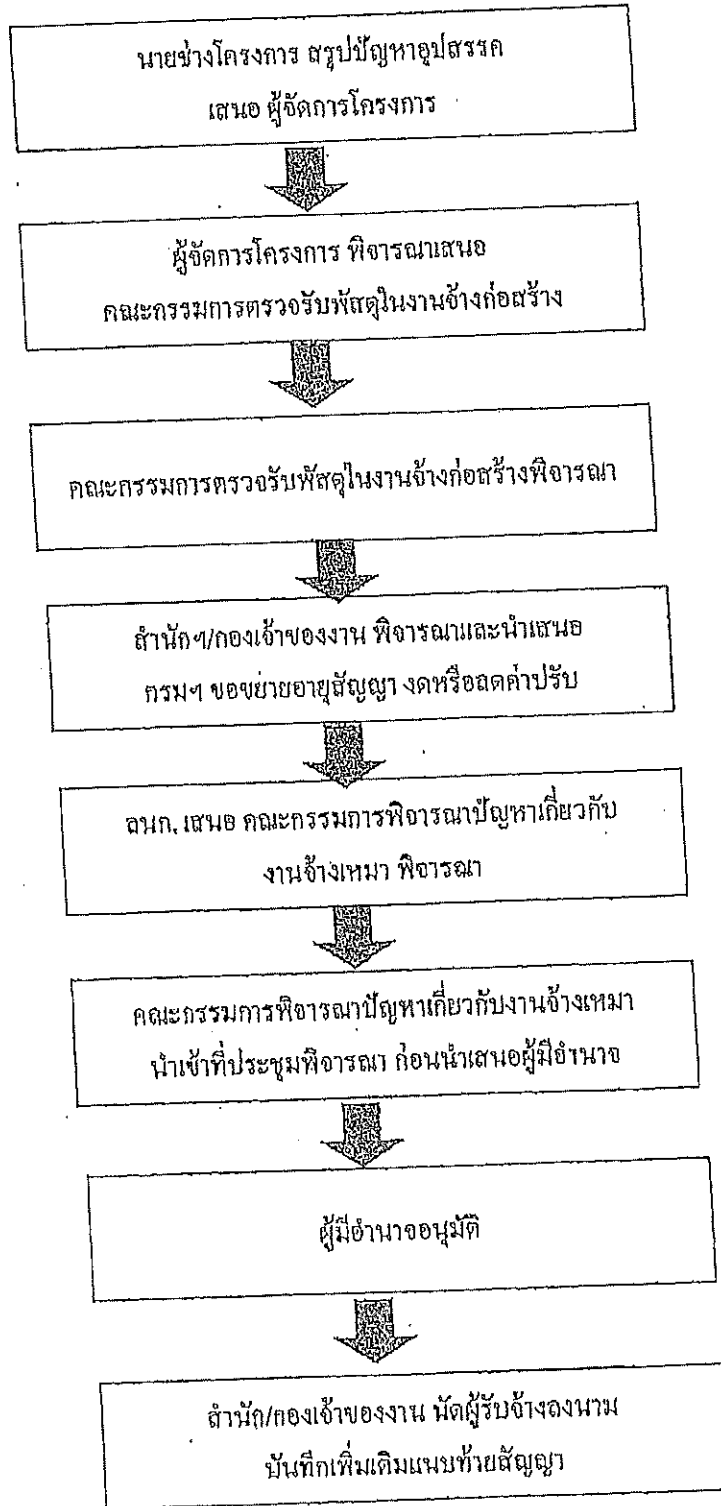 นายช่างโครงการ สรุปปัญหาอุปสรรค
เสนอ ผู้จัดการโครงการ
ผู้จัดการโครงการ พิจารณาเสนอ
คณะกรรมการตรวจรับพัสดุในงานจ้างก่อสร้าง
คณะกรรมการตรวจรับพัสดุในงานจ้างก่อสร้างพิจารณา
สำนักฯ/กองเจ้าของงาน พิจารณาและนำเสนอ
กรมฯ ขอขยายอายุสัญญา งดหรือลดค่าปรับ
ลนก. เสนอ คณะกรรมการพิจารณาปัญหาเกี่ยวกับ
งานจ้างเหมา พิจารณา
คณะกรรมการพิจารณาปัญหาเกี่ยวกับงานจ้างเหมา
นำเข้าที่ประชุมพิจารณา ก่อนนำเสนอผู้มีอำนาจ
ผู้มีอำนาจอนุมัติ
สำนัก/กองเจ้าของงาน นัดผู้รับจ้างลงนาม
บันทึกเพิ่มเติมแนบท้ายสัญญา